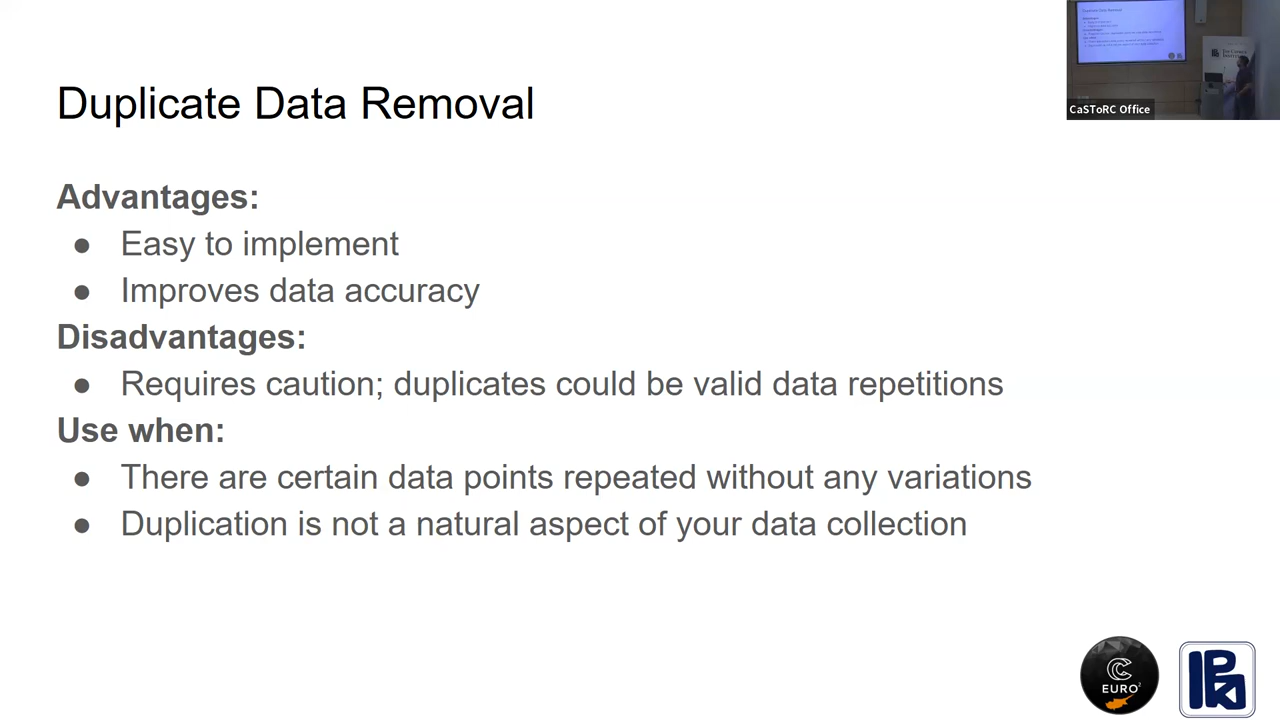 Duplicate Data Removal
CaSToRC Office
Advantages:
● Easy to implement
● Improves data accuracy
Disadvantages:
● Requires caution; duplicates could be valid data repetitions
Use when:
● There are certain data points repeated without any variations
● Duplication is not a natural aspect of your data collection
C
EURO²